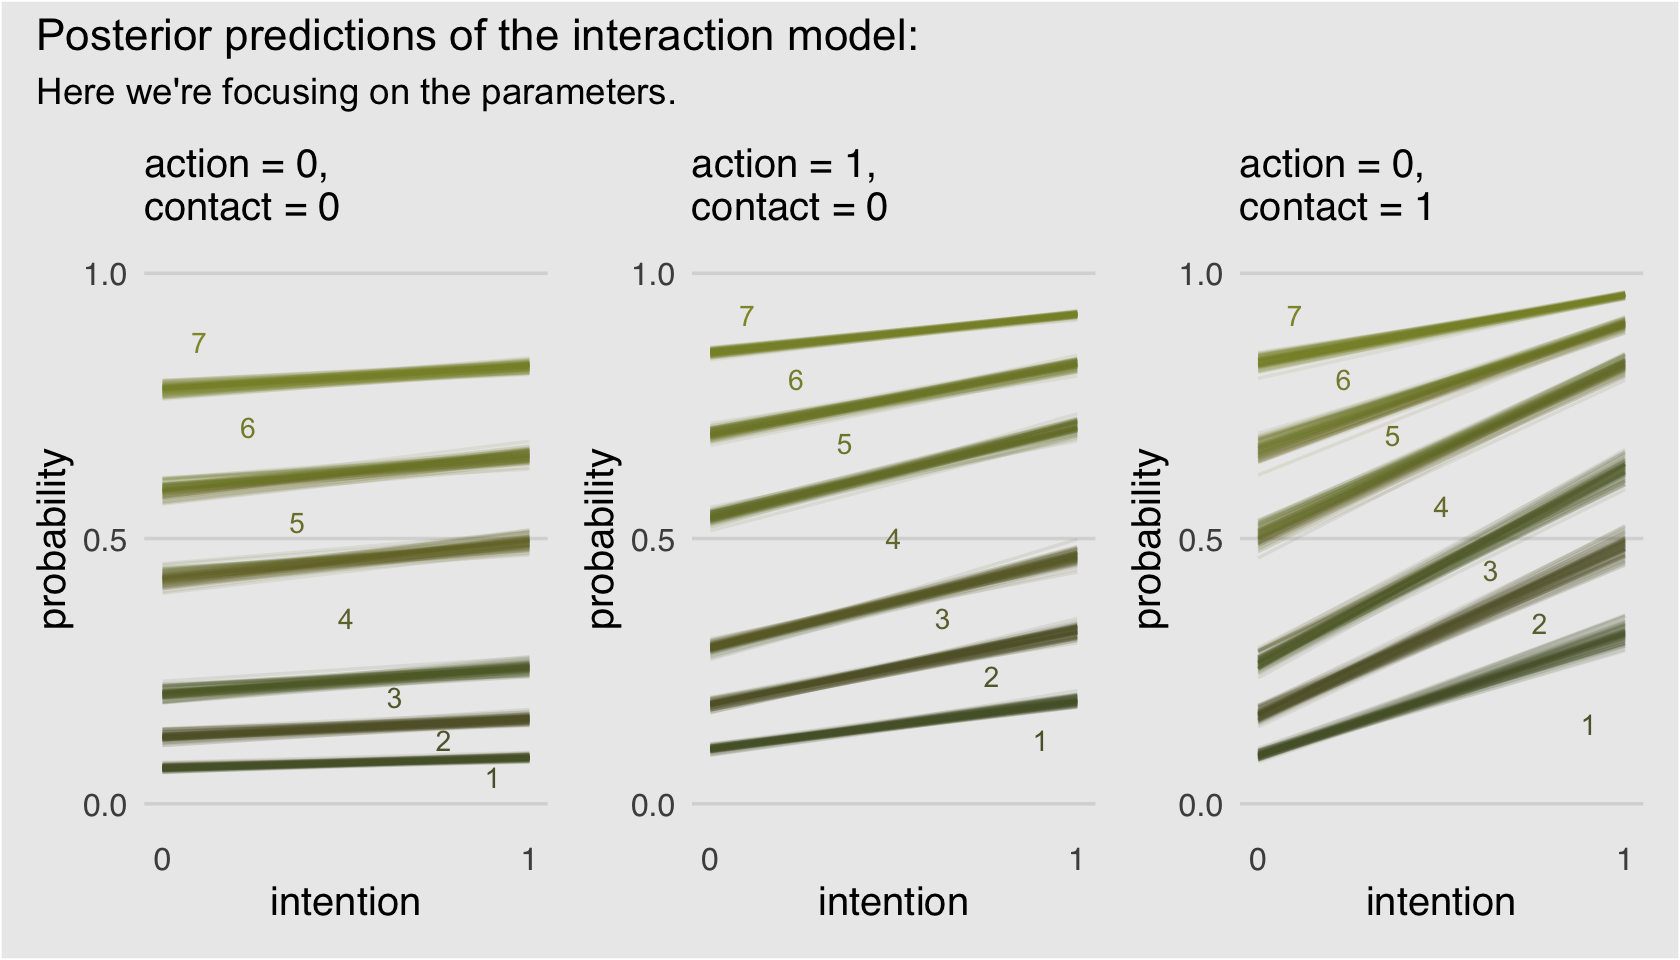 Posterior predictions of the interaction model:
Here we're focusing on the parameters.
action = 0,
contact = 0
1.0
0.5
0.0
probability
7
6
5
4
3
2
1
0 1
intention
action = 1,
contact = 0
1.0
0.5
0.0
probability
7
6
5
4
3
2
1
0 1
intention
action = 0,
contact = 1
1.0
0.5
0.0
probability
7
6
5
4
3
2
1
0 1
intention